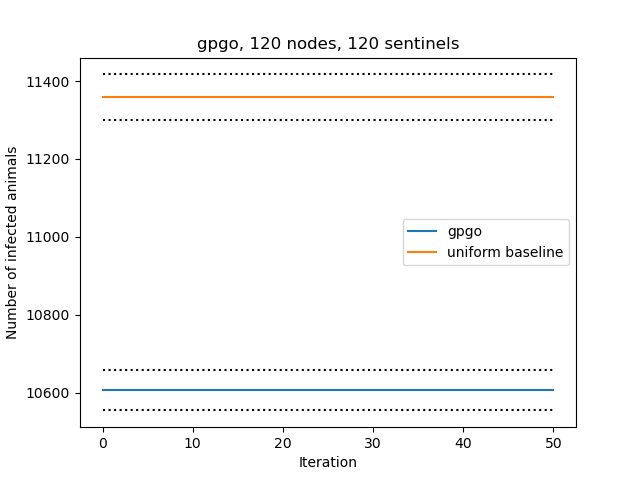 gpgo, 120 nodes, 120 sentinels
11400
11200
11000
10800
10600
Number of infected animals
gpgo
uniform baseline
0 10 20 30 40 50
Iteration